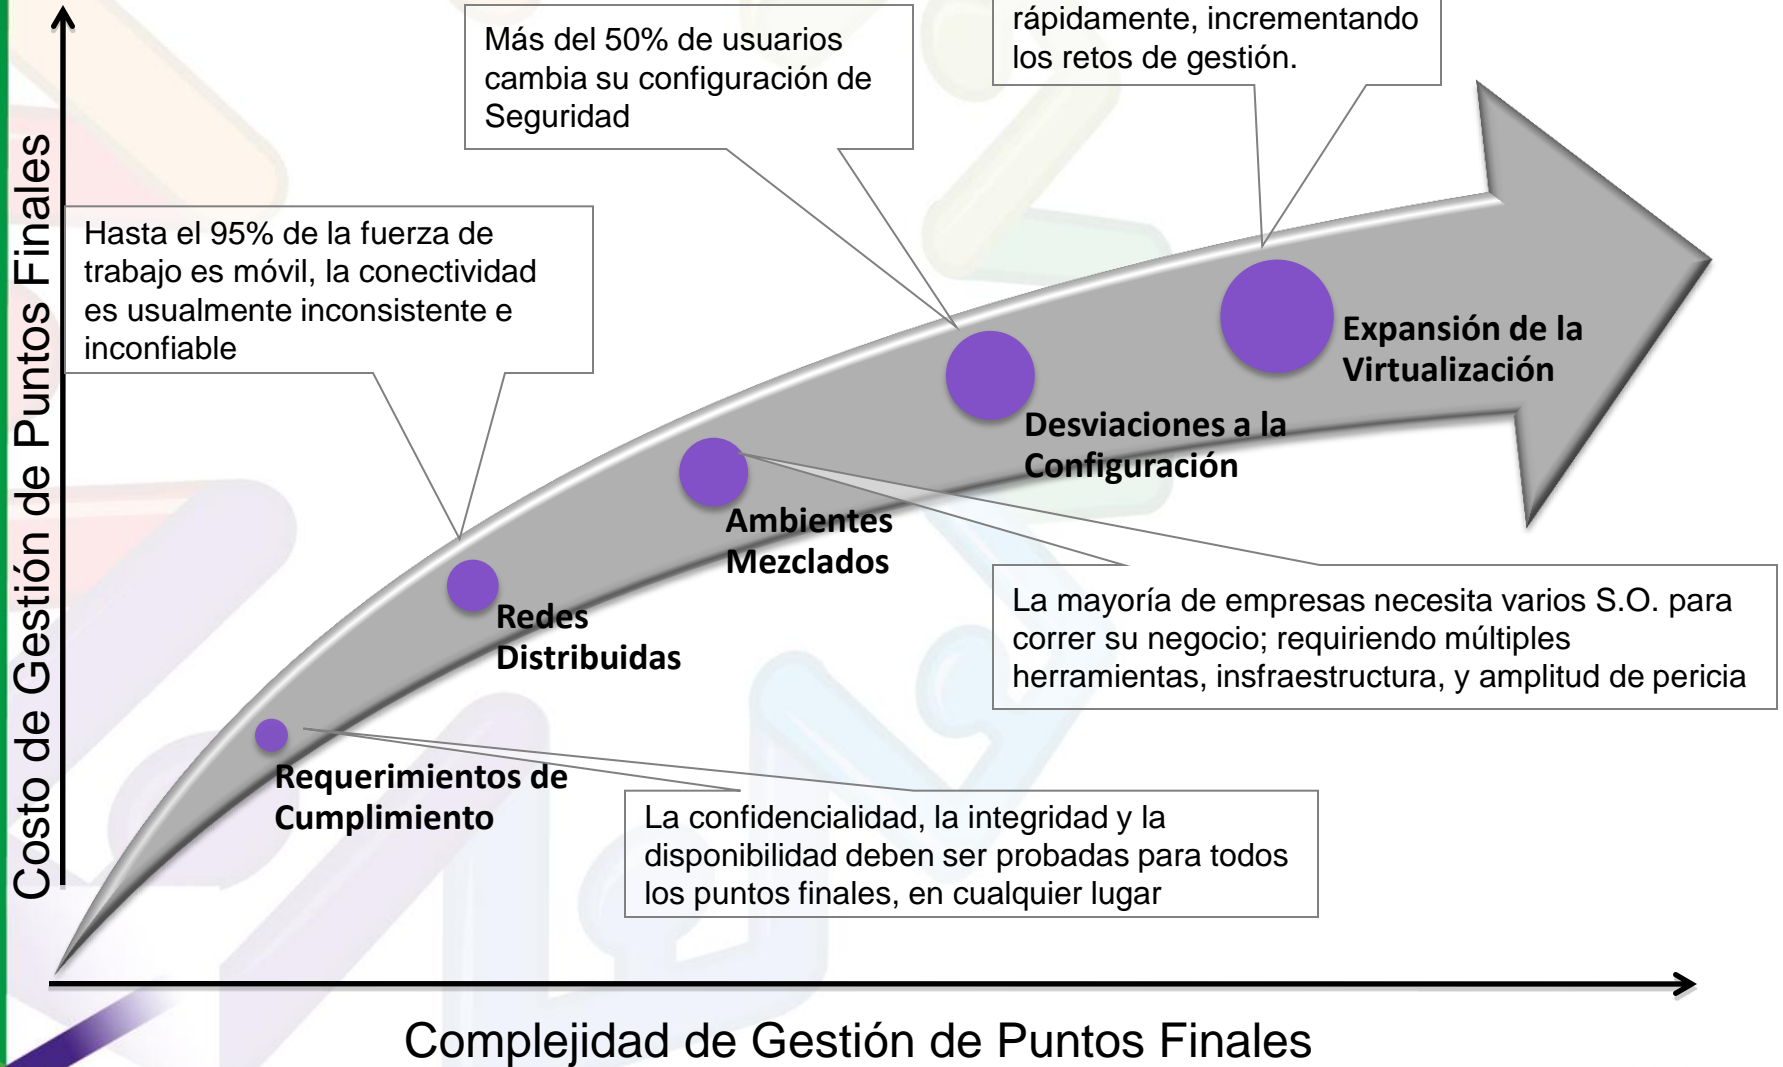 rápidamente, incrementando
los retos de gestión.
Más del 50% de usuarios
cambia su configuración de
Seguridad
Hasta el 95% de la fuerza de
trabajo es móvil, la conectividad
es usualmente inconsistente e
inconfiable
Costo de Gestión de Puntos Finales
Expansión de la
Virtualización
Desviaciones a la
Configuración
Ambientes
Mezclados
Redes
Distribuidas
La mayoría de empresas necesita varios S.O. para
correr su negocio; requiriendo múltiples
herramientas, insfraestructura, y amplitud de pericia
Requerimientos de
Cumplimiento
La confidencialidad, la integridad y la
disponibilidad deben ser probadas para todos
los puntos finales, en cualquier lugar
Complejidad de Gestión de Puntos Finales